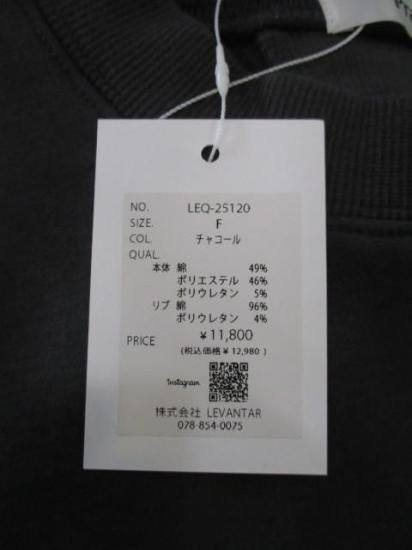 NO. LEQ-25120
SIZE. F
COL. チャコール
QUAL.
本体 綿 49%
ポリエステル 46%
ポリウレタン 5%
リブ 綿 96%
ポリウレタン 4%
PRICE ¥11,800
(税込価格¥12,980)
Instagram
株式会社 LEVANTAR
078-854-0075